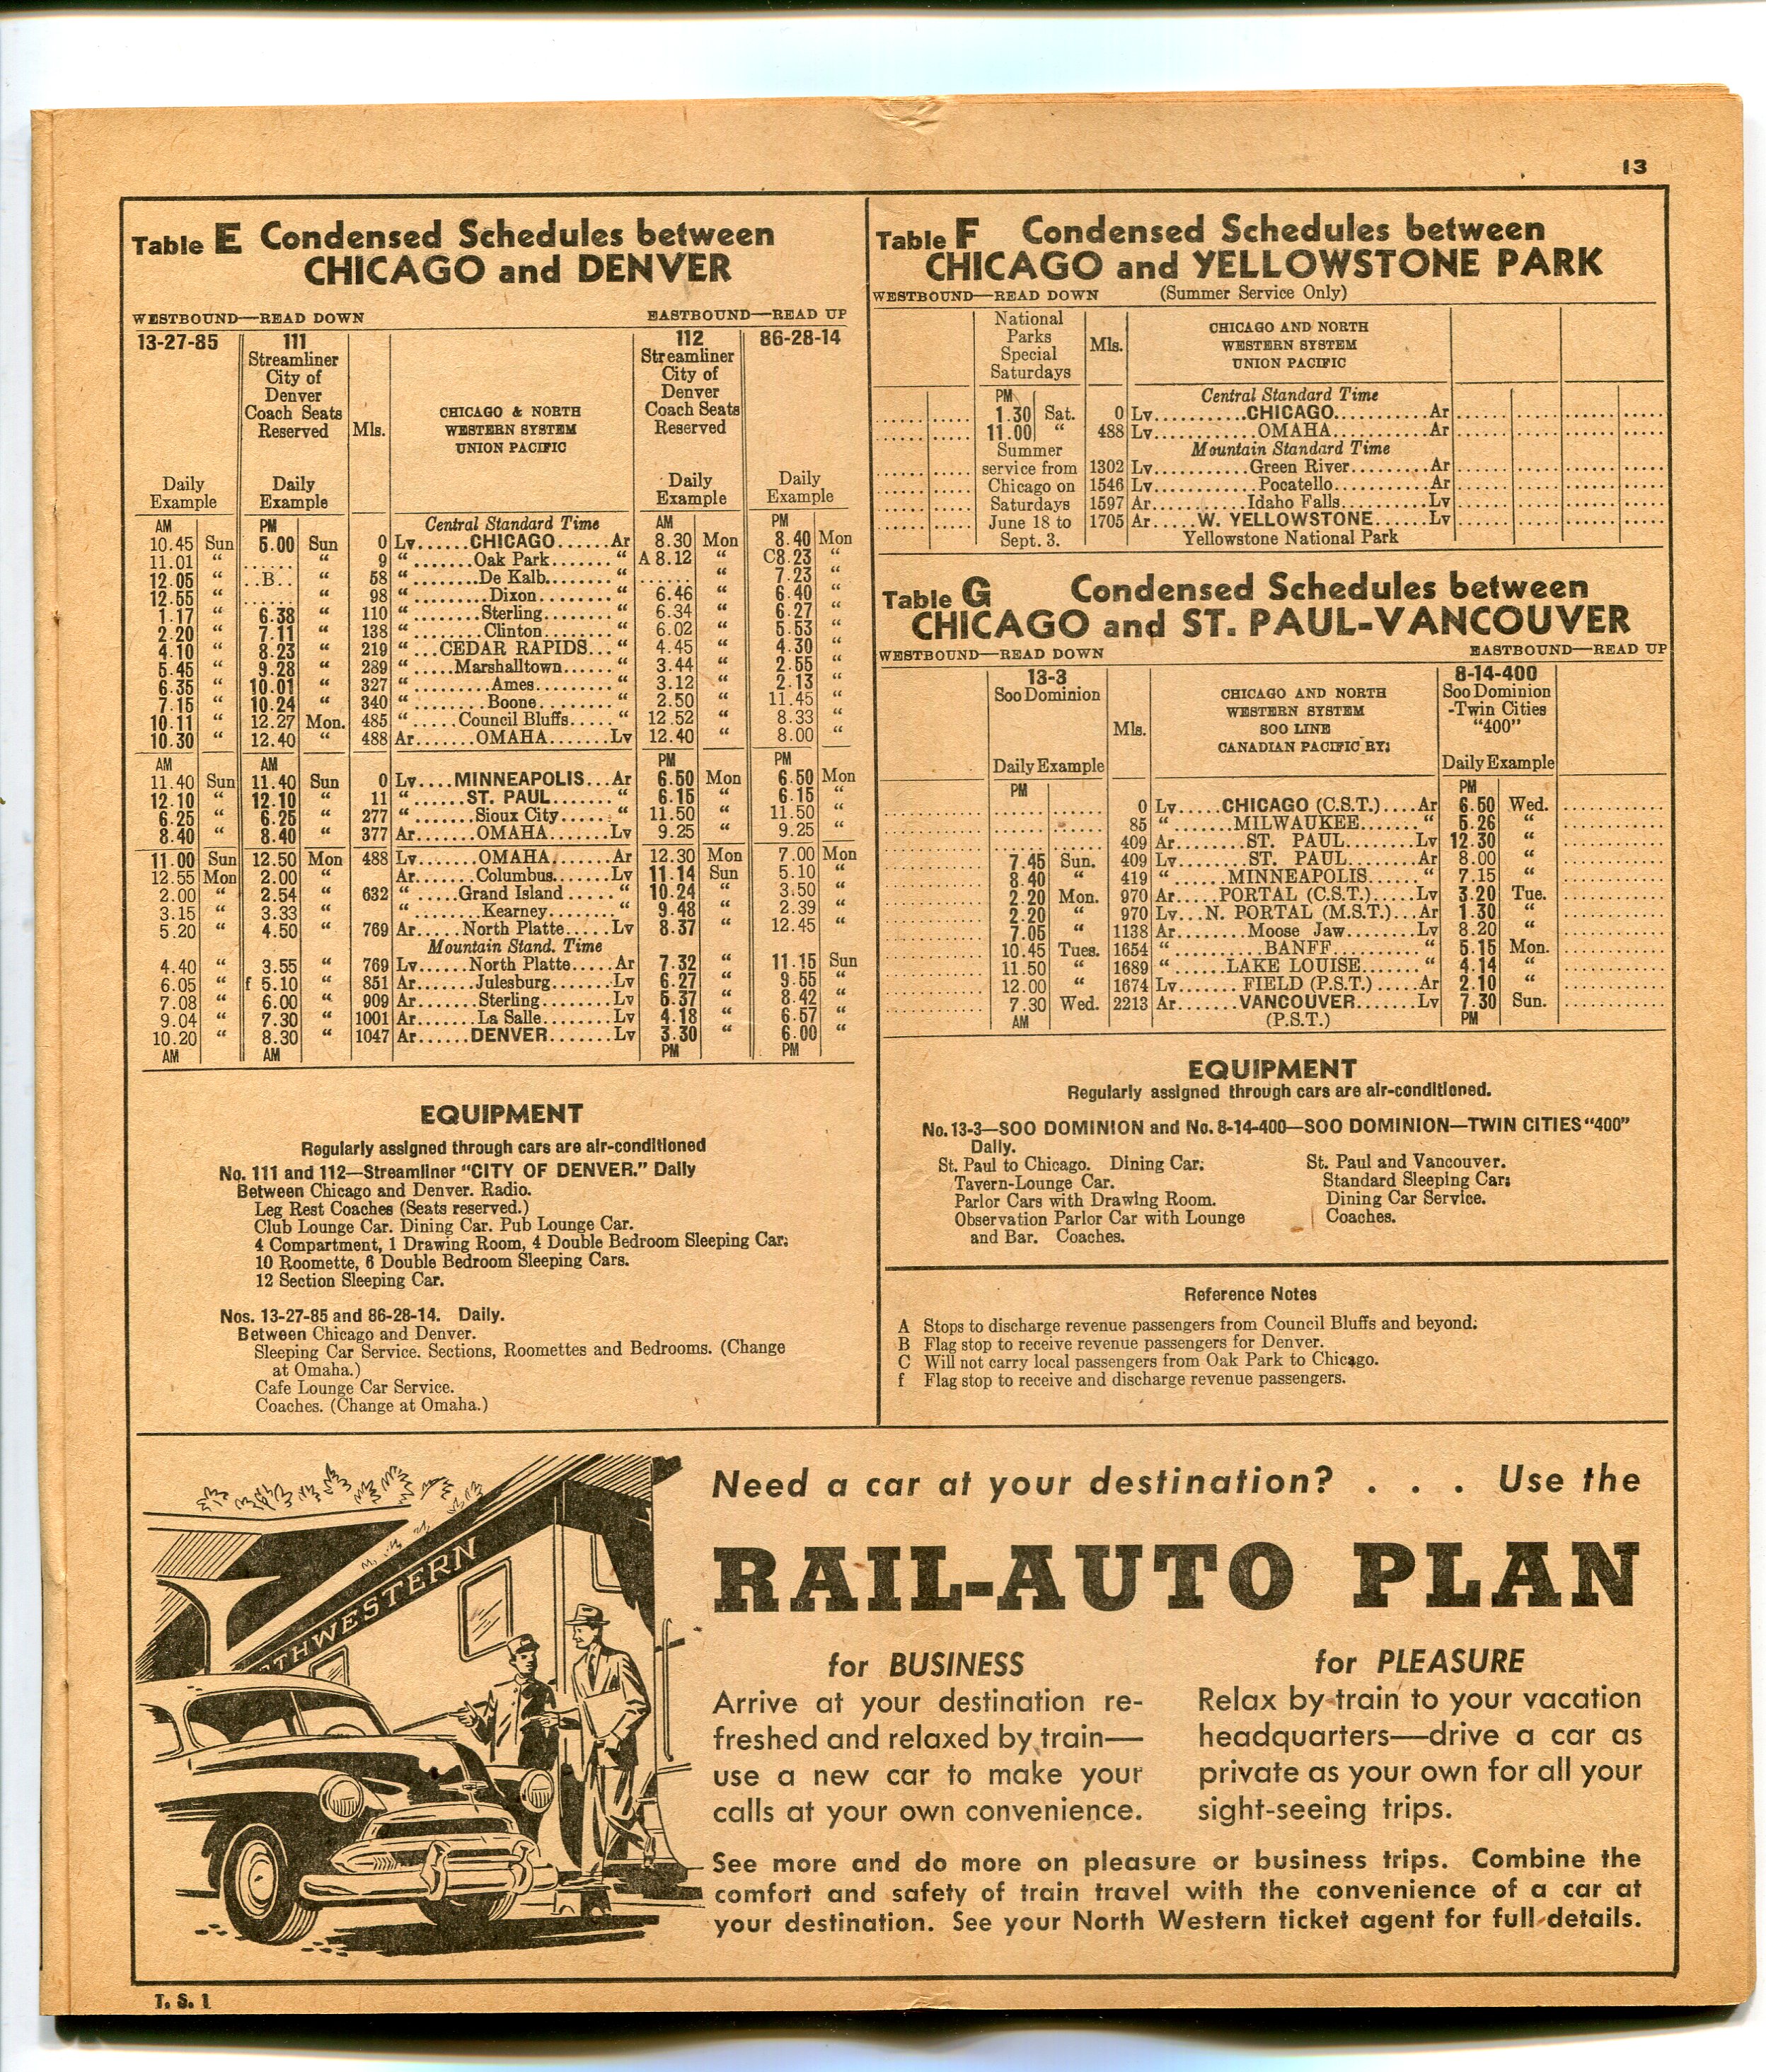 13
Table E Condensed Schedules between
CHICAGO and DENVER
WESTBOUND—READ DOWN EASTBOUND—READ UP
13-27-85 111 112 86-28-14
Streamliner Streamliner
City of City of
Denver Denver
Coach Seats Coach Seats
Reserved Mls. Reserved
CHICAGO & NORTH
WESTERN SYSTEM
UNION PACIFIC
Daily Daily Daily Daily
Example Example Example Example
AM PM Central Standard Time AM PM
10.45 Sun 5.00 Sun 0 Lv......CHICAGO......Ar 8.30 Mon 8.40 Mon
11.01 “ ...... “ 9 “ ........Oak Park....... “ A 8.12 “ C8.23 “
12.05 “ ..B.. “ 58 “ ........De Kalb........ “ ...... “ 7.23 “
12.55 “ ...... “ 98 “ ..........Dixon......... “ 6.46 “ 6.40 “
1.17 “ 6.38 “ 110 “ .........Sterling........ “ 6.34 “ 6.27 “
2.20 “ 7.11 “ 138 “ .........Clinton......... “ 6.02 “ 5.53 “
4.10 “ 8.23 “ 219 “ ...CEDAR RAPIDS... “ 4.45 “ 4.30 “
5.45 “ 9.28 “ 289 “ .....Marshalltown...... “ 3.44 “ 2.55 “
6.35 “ 10.01 “ 327 “ ..........Ames......... “ 3.12 “ 2.13 “
7.15 “ 10.24 “ 340 “ .........Boone......... “ 2.50 “ 11.45 “
10.11 “ 12.27 Mon. 485 “ .....Council Bluffs..... “ 12.52 “ 8.33 “
10.30 “ 12.40 “ 488 Ar.......OMAHA.......Lv 12.40 “ 8.00 “
AM AM PM PM
11.40 Sun 11.40 Sun 0 Lv....MINNEAPOLIS...Ar 6.50 Mon 6.50 Mon
12.10 “ 12.10 “ 11 “ ......ST. PAUL....... “ 6.15 “ 6.15 “
6.25 “ 6.25 “ 277 “ .......Sioux City...... “ 11.50 “ 11.50 “
8.40 “ 8.40 “ 377 Ar.......OMAHA.......Lv 9.25 “ 9.25 “
11.00 Sun 12.50 Mon 488 Lv.......OMAHA.......Ar 12.30 Mon 7.00 Mon
12.55 Mon 2.00 “ Ar......Columbus......Lv 11.14 Sun 5.10 “
2.00 “ 2.54 “ 632 “ .....Grand Island ..... “ 10.24 “ 3.50 “
3.15 “ 3.33 “ “ ........Kearney........ “ 9.48 “ 2.39 “
5.20 “ 4.50 “ 769 Ar.....North Platte.....Lv 8.37 “ 12.45 “
Mountain Stand. Time
4.40 “ 3.55 “ 769 Lv.....North Platte.....Ar 7.32 “ 11.15 Sun
6.05 “ f 5.10 “ 851 Ar......Julesburg......Lv 6.27 “ 9.55 “
7.08 “ 6.00 “ 909 Ar.......Sterling.......Lv 5.37 “ 8.42 “
9.04 “ 7.30 “ 1001 Ar.......La Salle.......Lv 4.18 “ 6.57 “
10.20 “ 8.30 “ 1047 Ar......DENVER.......Lv 3.30 “ 6.00 “
AM AM PM PM
EQUIPMENT
Regularly assigned through cars are air-conditioned
No. 111 and 112—Streamliner “CITY OF DENVER.” Daily
Between Chicago and Denver. Radio.
Leg Rest Coaches (Seats reserved.)
Club Lounge Car. Dining Car. Pub Lounge Car.
4 Compartment, 1 Drawing Room, 4 Double Bedroom Sleeping Car.
10 Roomette, 6 Double Bedroom Sleeping Cars.
12 Section Sleeping Car.
Nos. 13-27-85 and 86-28-14. Daily.
Between Chicago and Denver.
Sleeping Car Service. Sections, Roomettes and Bedrooms. (Change
at Omaha.)
Cafe Lounge Car Service.
Coaches. (Change at Omaha.)
Table F Condensed Schedules between
CHICAGO and YELLOWSTONE PARK
WESTBOUND—READ DOWN (Summer Service Only)
National
Parks
Special
Saturdays
Mls.
CHICAGO AND NORTH
WESTERN SYSTEM
UNION PACIFIC
PM Central Standard Time
1.30 Sat. 0 Lv...........CHICAGO..........Ar
11.00 “ 488 Lv............OMAHA...........Ar
Summer Mountain Standard Time
service from 1302 Lv...........Green River.........Ar
Chicago on 1546 Lv............Pocatello...........Ar
Saturdays 1597 Ar...........Idaho Falls..........Lv
June 18 to 1705 Ar.....W. YELLOWSTONE......Lv
Sept. 3. Yellowstone National Park
Table G Condensed Schedules between
CHICAGO and ST. PAUL-VANCOUVER
WESTBOUND—READ DOWN EASTBOUND—READ UP
13-3 8-14-400
Soo Dominion Soo Dominion
-Twin Cities
“400”
Mls.
CHICAGO AND NORTH
WESTERN SYSTEM
SOO LINE
CANADIAN PACIFIC RY.
Daily Example Daily Example
PM PM
0 Lv.....CHICAGO (C.S.T.)....Ar 6.50 Wed.
85 “ .......MILWAUKEE....... “ 5.26 “
409 Ar........ST. PAUL........Lv 12.30 “
7.45 Sun. 409 Lv........ST. PAUL........Ar 8.00 “
8.40 “ 419 “ ......MINNEAPOLIS...... “ 7.15 “
2.20 Mon. 970 Ar.....PORTAL (C.S.T.).....Lv 3.20 Tue.
2.20 “ 970 Lv...N. PORTAL (M.S.T.)...Ar 1.30 “
7.05 “ 1138 Ar........Moose Jaw........Lv 8.20 “
10.45 Tues. 1654 “ ..........BANFF.......... “ 5.15 Mon.
11.50 “ 1689 “ ......LAKE LOUISE....... “ 4.14 “
12.00 “ 1674 Lv.......FIELD (P.S.T.) .....Ar 2.10 “
7.30 Wed. 2213 Ar.......VANCOUVER.......Lv 7.30 Sun.
AM (P.S.T.) PM
EQUIPMENT
Regularly assigned through cars are air-conditioned.
No. 13-3—SOO DOMINION and No. 8-14-400—SOO DOMINION—TWIN CITIES “400”
Daily.
St. Paul to Chicago. Dining Car.
Tavern-Lounge Car.
Parlor Cars with Drawing Room.
Observation Parlor Car with Lounge
and Bar. Coaches.
St. Paul and Vancouver.
Standard Sleeping Car.
Dining Car Service.
Coaches.
Reference Notes
A Stops to discharge revenue passengers from Council Bluffs and beyond.
B Flag stop to receive revenue passengers for Denver.
C Will not carry local passengers from Oak Park to Chicago.
f Flag stop to receive and discharge revenue passengers.
THWESTERN
Need a car at your destination? . . . Use the
RAIL-AUTO PLAN
for BUSINESS
Arrive at your destination re-
freshed and relaxed by train—
use a new car to make your
calls at your own convenience.
for PLEASURE
Relax by train to your vacation
headquarters—drive a car as
private as your own for all your
sight-seeing trips.
See more and do more on pleasure or business trips. Combine the
comfort and safety of train travel with the convenience of a car at
your destination. See your North Western ticket agent for full details.
T. S. 1